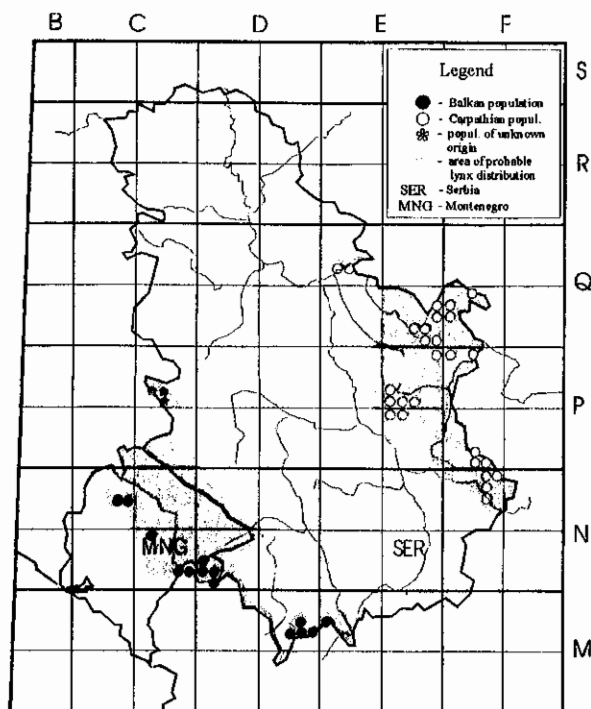 B C D E F
S
R
Q
P
N
M
Legend
- Balkan population
- Carpathian popul.
- popul. of unknown
origin
- area of probable
lynx distribution
SER - Serbia
MNG - Montenegro
MNG
SER